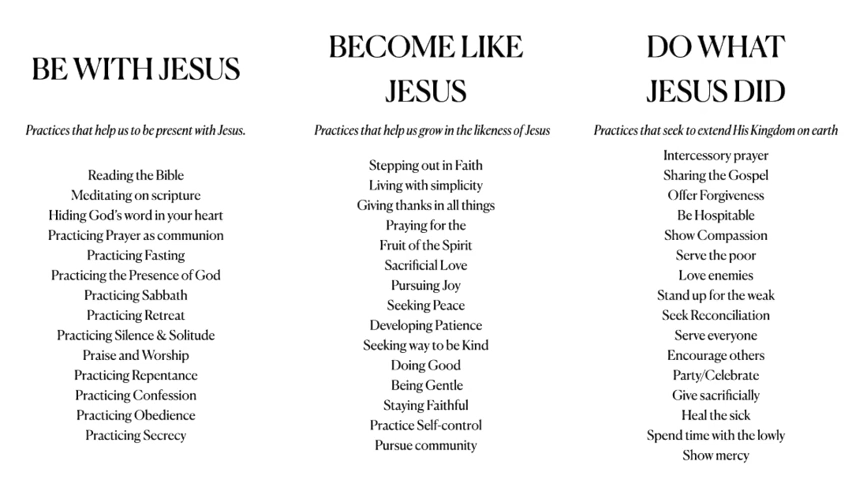 BE WITH JESUS
Practices that help us to be present with Jesus.
Reading the Bible
Meditating on scripture
Hiding God's word in your heart
Practicing Prayer as communion
Practicing Fasting
Practicing the Presence of God
Practicing Sabbath
Practicing Retreat
Practicing Silence & Solitude
Praise and Worship
Practicing Repentance
Practicing Confession
Practicing Obedience
Practicing Secrecy
BECOME LIKE
JESUS
Practices that help us grow in the likeness of Jesus
Stepping out in Faith
Living with simplicity
Giving thanks in all things
Praying for the
Fruit of the Spirit
Sacrificial Love
Pursuing Joy
Seeking Peace
Developing Patience
Seeking way to be Kind
Doing Good
Being Gentle
Staying Faithful
Practice Self-control
Pursue community
DO WHAT
JESUS DID
Practices that seek to extend His Kingdom on earth
Intercessory prayer
Sharing the Gospel
Offer Forgiveness
Be Hospitable
Show Compassion
Serve the poor
Love enemies
Stand up for the weak
Seek Reconciliation
Serve everyone
Encourage others
Party/Celebrate
Give sacrificially
Heal the sick
Spend time with the lowly
Show mercy